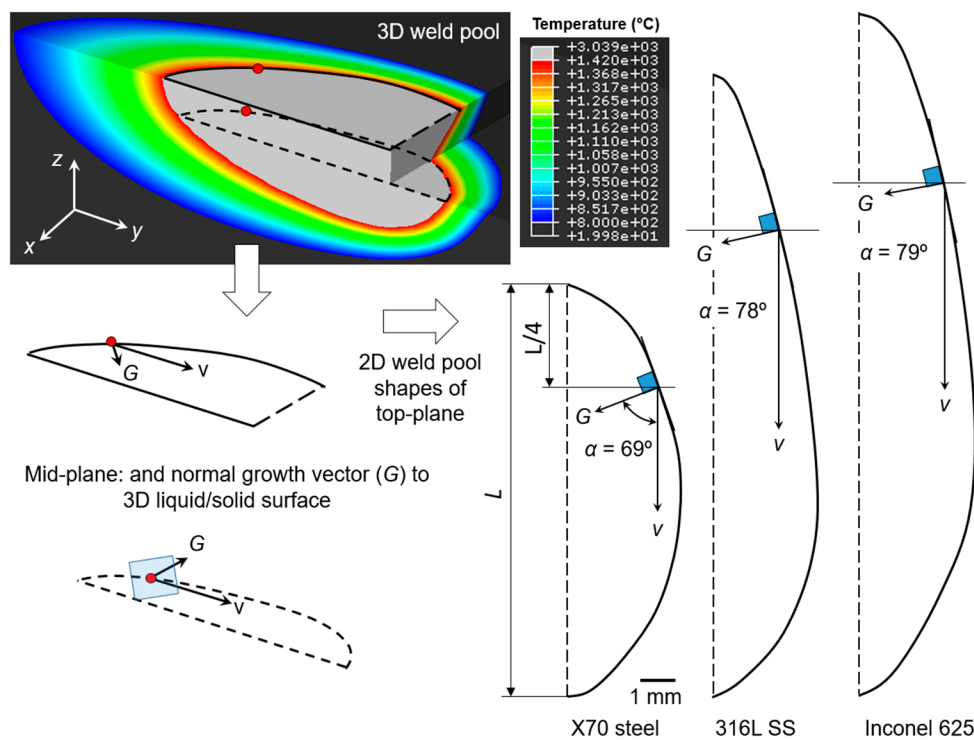 3D weld pool
z
x
y
Temperature (ºC)
+3.039e+03
+1.420e+03
+1.368e+03
+1.317e+03
+1.265e+03
+1.213e+03
+1.162e+03
+1.110e+03
+1.058e+03
+1.007e+03
+9.550e+02
+9.033e+02
+8.517e+02
+8.000e+02
+1.998e+01
G
v
2D weld pool
shapes of
top-plane
Mid-plane: and normal growth vector (G) to
3D liquid/solid surface
G
v
L
L/4
G
α = 69º
v
1 mm
X70 steel
G
α = 78º
v
316L SS
G
α = 79º
v
Inconel 625